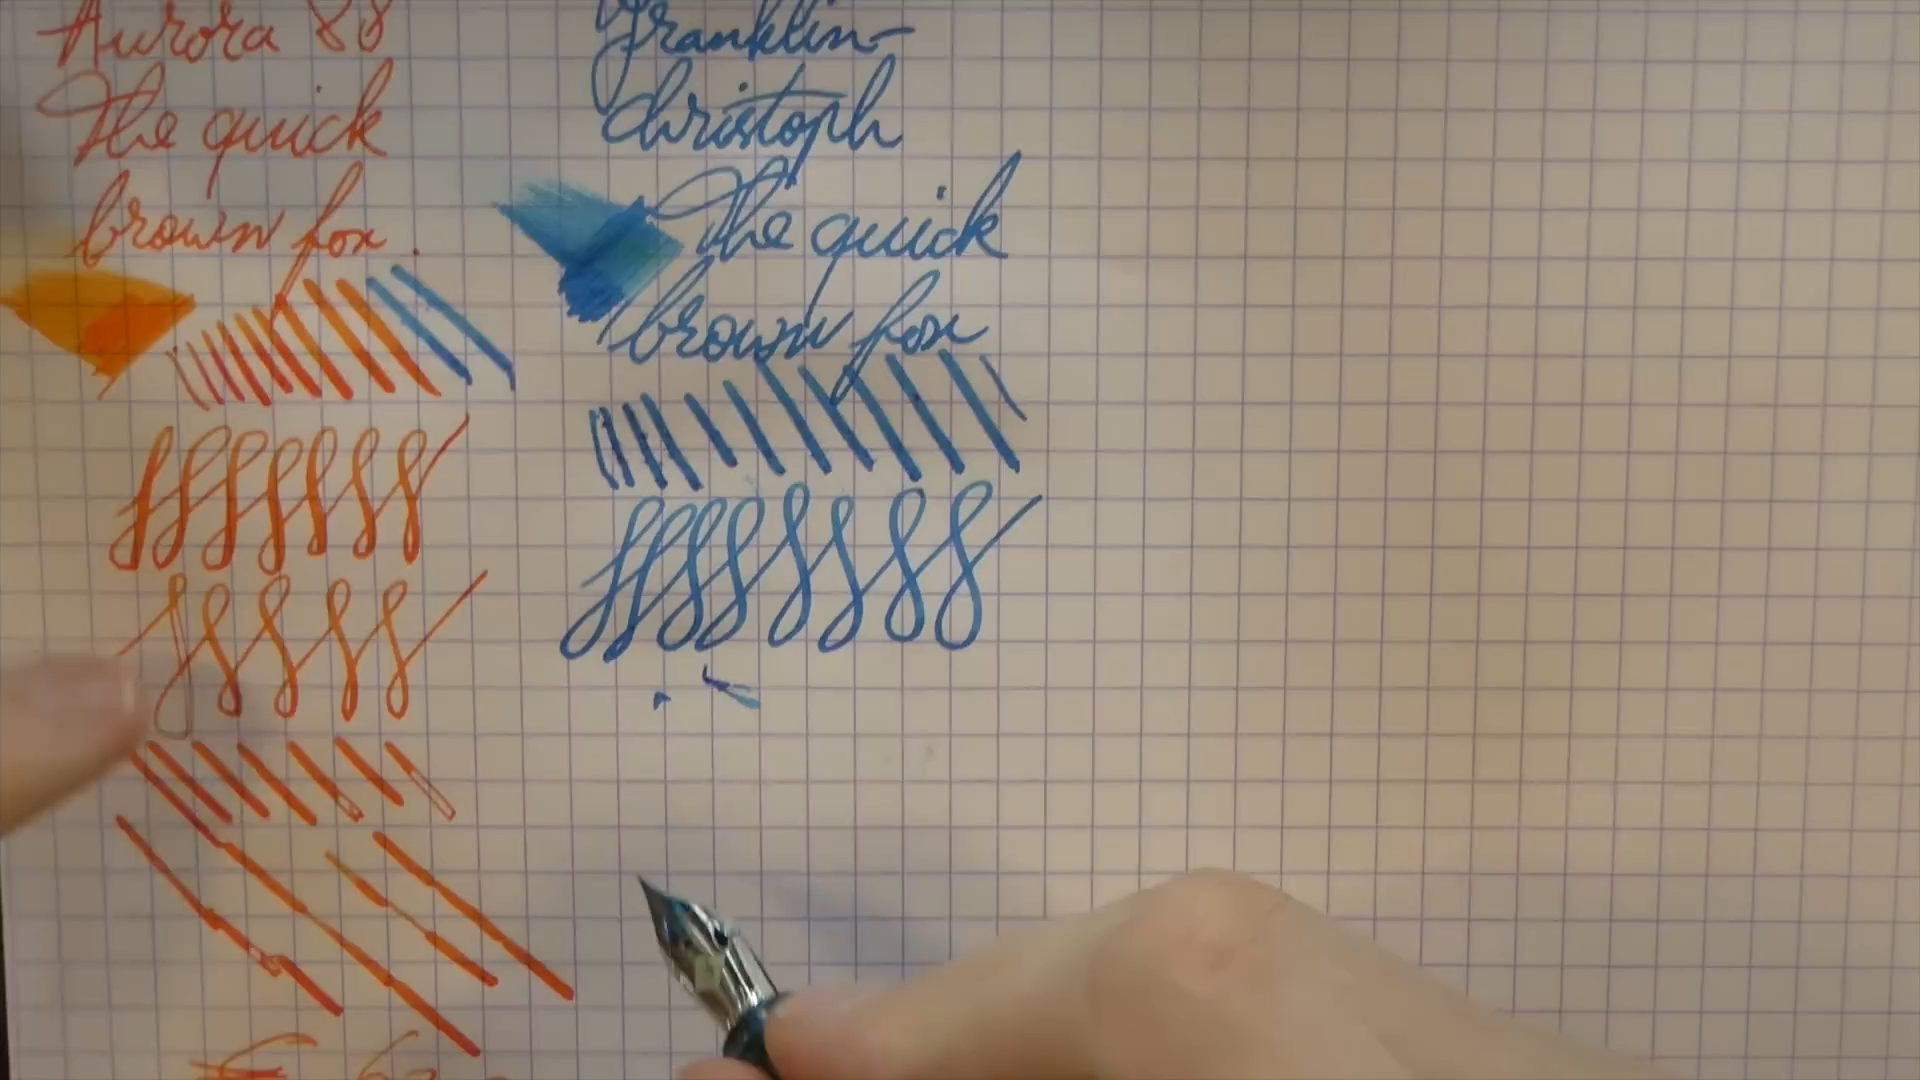 Aurora 88
The quick
brown fox.
Franklin-
Christoph
The quick
brown fox